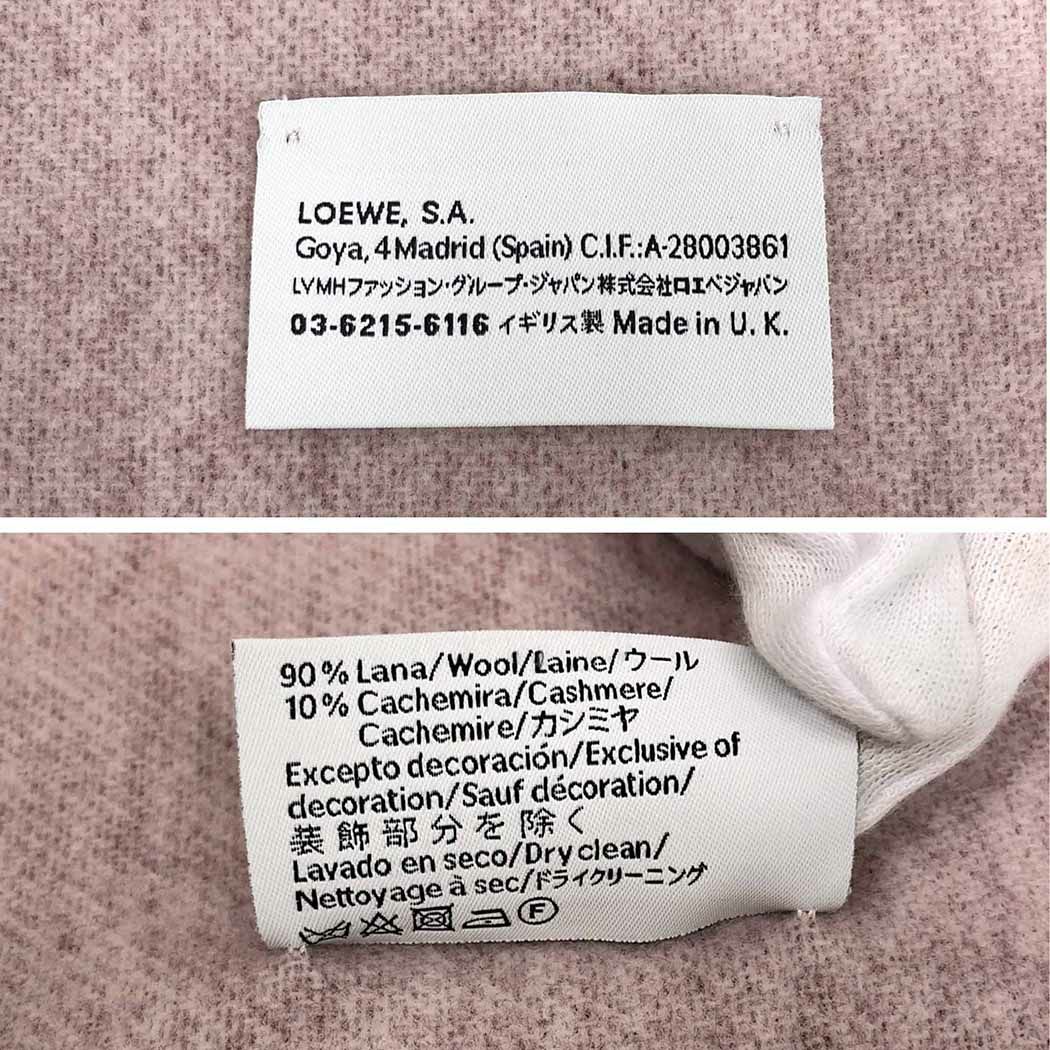 LOEWE, S.A.
Goya, 4 Madrid (Spain) C.I.F.:A-28003861
LVMHファッション・グループ・ジャパン株式会社ロエベジャパン
03-6215-6116 イギリス製 Made in U. K.
90% Lana/Wool/Laine/ウール
10% Cachemira/Cashmere/
Cachemire/カシミヤ
Excepto decoración/Exclusive of
decoration/Sauf décoration/
装飾部分を除く
Lavado en seco/Dry clean/
Nettoyage à sec/ドライクリーニング
F